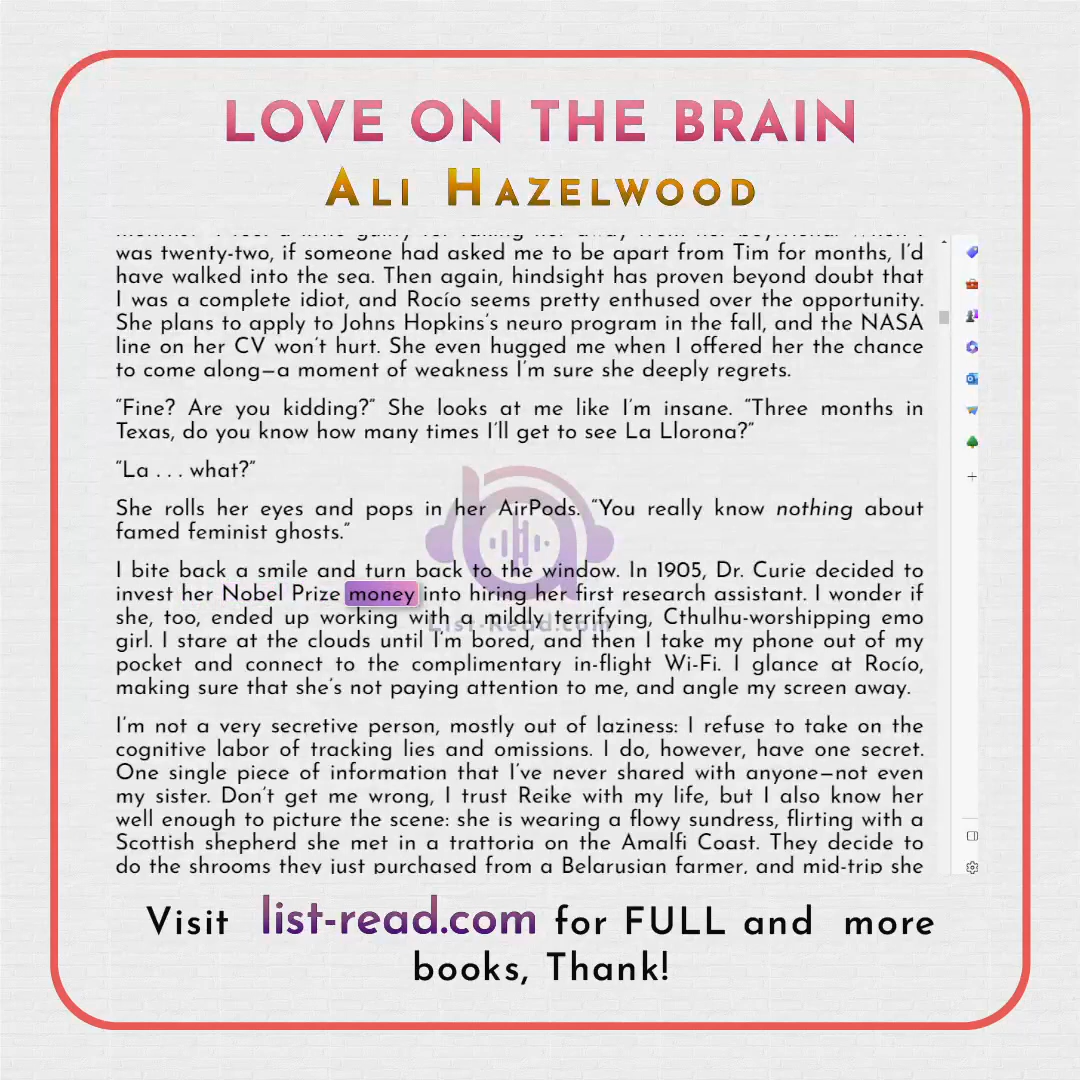 LOVE ON THE BRAIN
ALI HAZELWOOD
was twenty-two, if someone had asked me to be apart from Tim for months, I'd
have walked into the sea. Then again, hindsight has proven beyond doubt that
I was a complete idiot, and Rocío seems pretty enthused over the opportunity.
She plans to apply to Johns Hopkins's neuro program in the fall, and the NASA
line on her CV won't hurt. She even hugged me when I offered her the chance
to come along—a moment of weakness I'm sure she deeply regrets.
"Fine? Are you kidding?" She looks at me like I'm insane. "Three months in
Texas, do you know how many times I'll get to see La Llorona?"
"La . . . what?"
She rolls her eyes and pops in her AirPods. "You really know nothing about
famed feminist ghosts."
I bite back a smile and turn back to the window. In 1905, Dr. Curie decided to
invest her Nobel Prize money into hiring her first research assistant. I wonder if
she, too, ended up working with a mildly terrifying, Cthulhu-worshipping emo
List-Read.com
girl. I stare at the clouds until I'm bored, and then I take my phone out of my
pocket and connect to the complimentary in-flight Wi-Fi. I glance at Rocío,
making sure that she's not paying attention to me, and angle my screen away.
I'm not a very secretive person, mostly out of laziness: I refuse to take on the
cognitive labor of tracking lies and omissions. I do, however, have one secret.
One single piece of information that I've never shared with anyone—not even
my sister. Don't get me wrong, I trust Reike with my life, but I also know her
well enough to picture the scene: she is wearing a flowy sundress, flirting with a
Scottish shepherd she met in a trattoria on the Amalfi Coast. They decide to
do the shrooms they just purchased from a Belarusian farmer, and mid-trip she
Visit list-read.com for FULL and more
books, Thank!